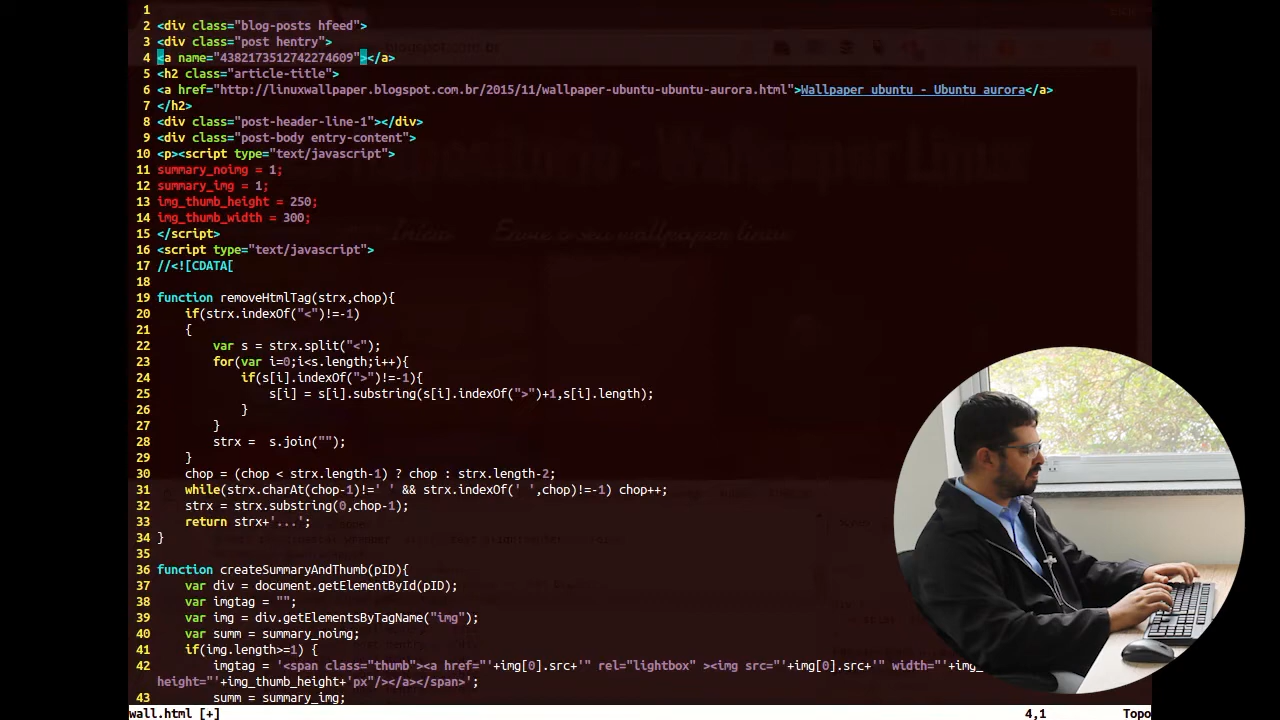 1
2 <div class="blog-posts hfeed">
3 <div class="post hentry">
4 <a name="4382173512742274609"></a>
5 <h2 class="article-title">
6 <a href="http://linuxwallpaper.blogspot.com.br/2015/11/wallpaper-ubuntu-ubuntu-aurora.html">Wallpaper ubuntu - Ubuntu aurora</a>
7 </h2>
8 <div class="post-header-line-1"></div>
9 <div class="post-body entry-content">
10 <p><script type="text/javascript">
11 summary_noimg = 1;
12 summary_img = 1;
13 img_thumb_height = 250;
14 img_thumb_width = 300;
15 </script>
16 <script type="text/javascript">
17 //<![CDATA[
18
19 function removeHtmlTag(strx,chop){
20     if(strx.indexOf("<")!=-1)
21     {
22         var s = strx.split("<");
23         for(var i=0;i<s.length;i++){
24             if(s[i].indexOf(">")!=-1){
25                 s[i] = s[i].substring(s[i].indexOf(">")+1,s[i].length);
26             }
27         }
28         strx =  s.join("");
29     }
30     chop = (chop < strx.length-1) ? chop : strx.length-2;
31     while(strx.charAt(chop-1)!=' ' && strx.indexOf(' ',chop)!=-1) chop++;
32     strx = strx.substring(0,chop-1);
33     return strx+'...';
34 }
35
36 function createSummaryAndThumb(pID){
37     var div = document.getElementById(pID);
38     var imgtag = "";
39     var img = div.getElementsByTagName("img");
40     var summ = summary_noimg;
41     if(img.length>=1) {
42         imgtag = '<span class="thumb"><a href="'+img[0].src+'" rel="lightbox" ><img src="'+img[0].src+'" width="'+img_
height="'+img_thumb_height+'px"/></a></span>';
43         summ = summary_img;
wall.html [+] 4,1 Topo
Wallpaper Linux
Início Envie o seu wallpaper linux